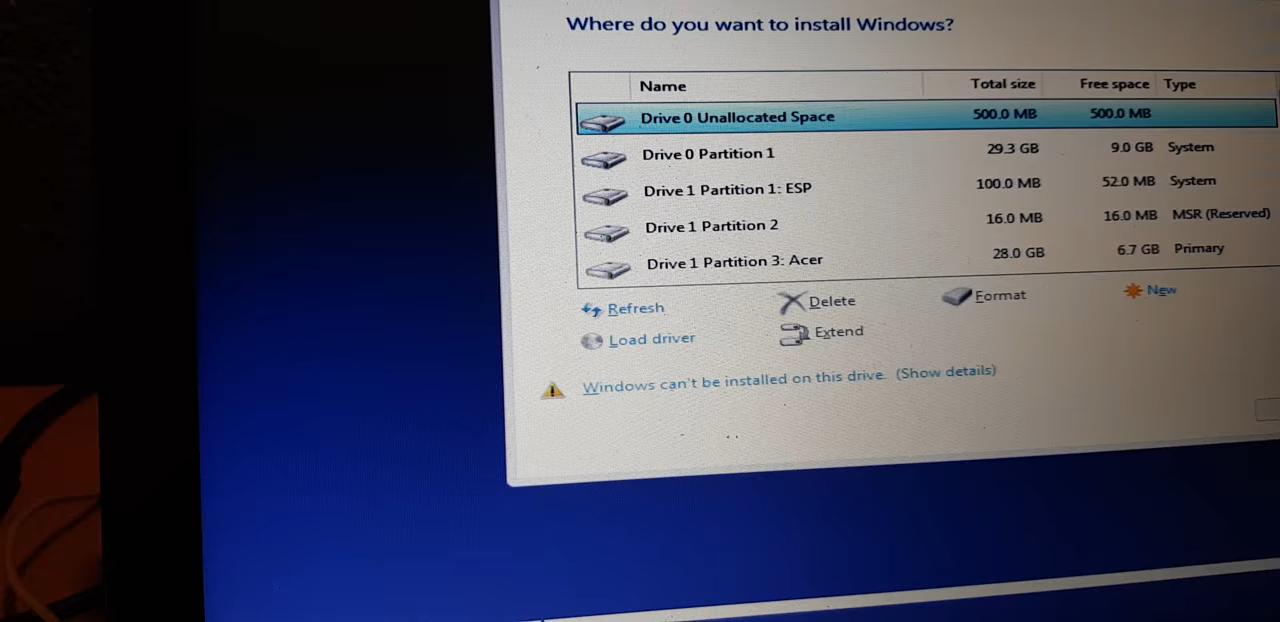 Where do you want to install Windows?
Name Total size Free space Type
Drive 0 Unallocated Space 500.0 MB 500.0 MB
Drive 0 Partition 1 29.3 GB 9.0 GB System
Drive 1 Partition 1: ESP 100.0 MB 52.0 MB System
Drive 1 Partition 2 16.0 MB 16.0 MB MSR (Reserved)
Drive 1 Partition 3: Acer 28.0 GB 6.7 GB Primary
Refresh Delete Format New
Load driver Extend
Windows can't be installed on this drive. (Show details)